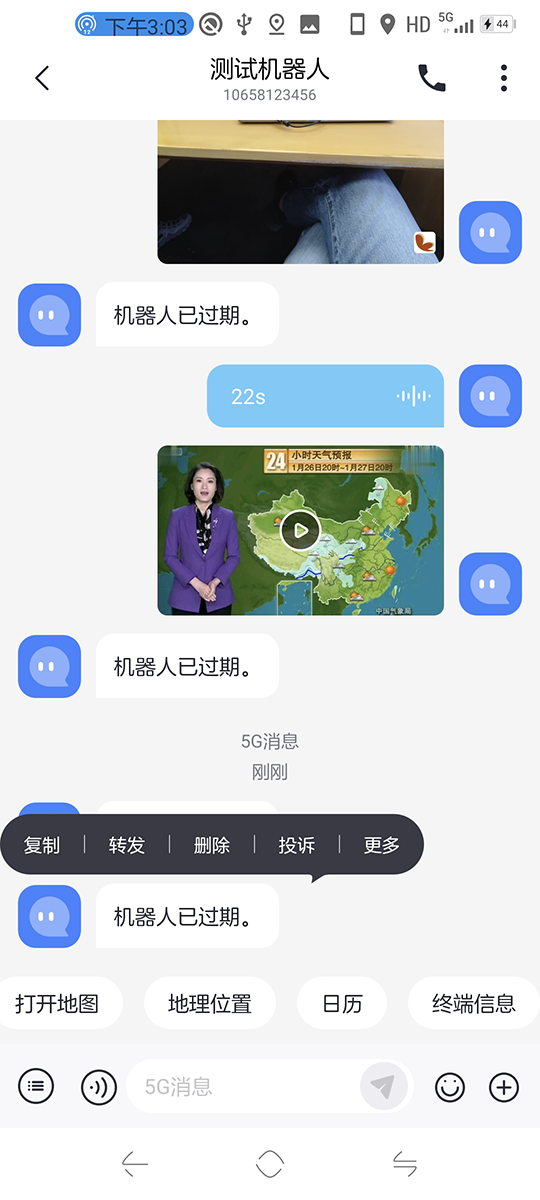 下午3:03
HD 5G 44
测试机器人
10658123456
机器人已过期。
22s
24 小时天气预报
1月26日20时-1月27日20时
中国气象局
机器人已过期。
5G消息
刚刚
复制 转发 删除 投诉 更多
机器人已过期。
打开地图 地理位置 日历 终端信息
5G消息